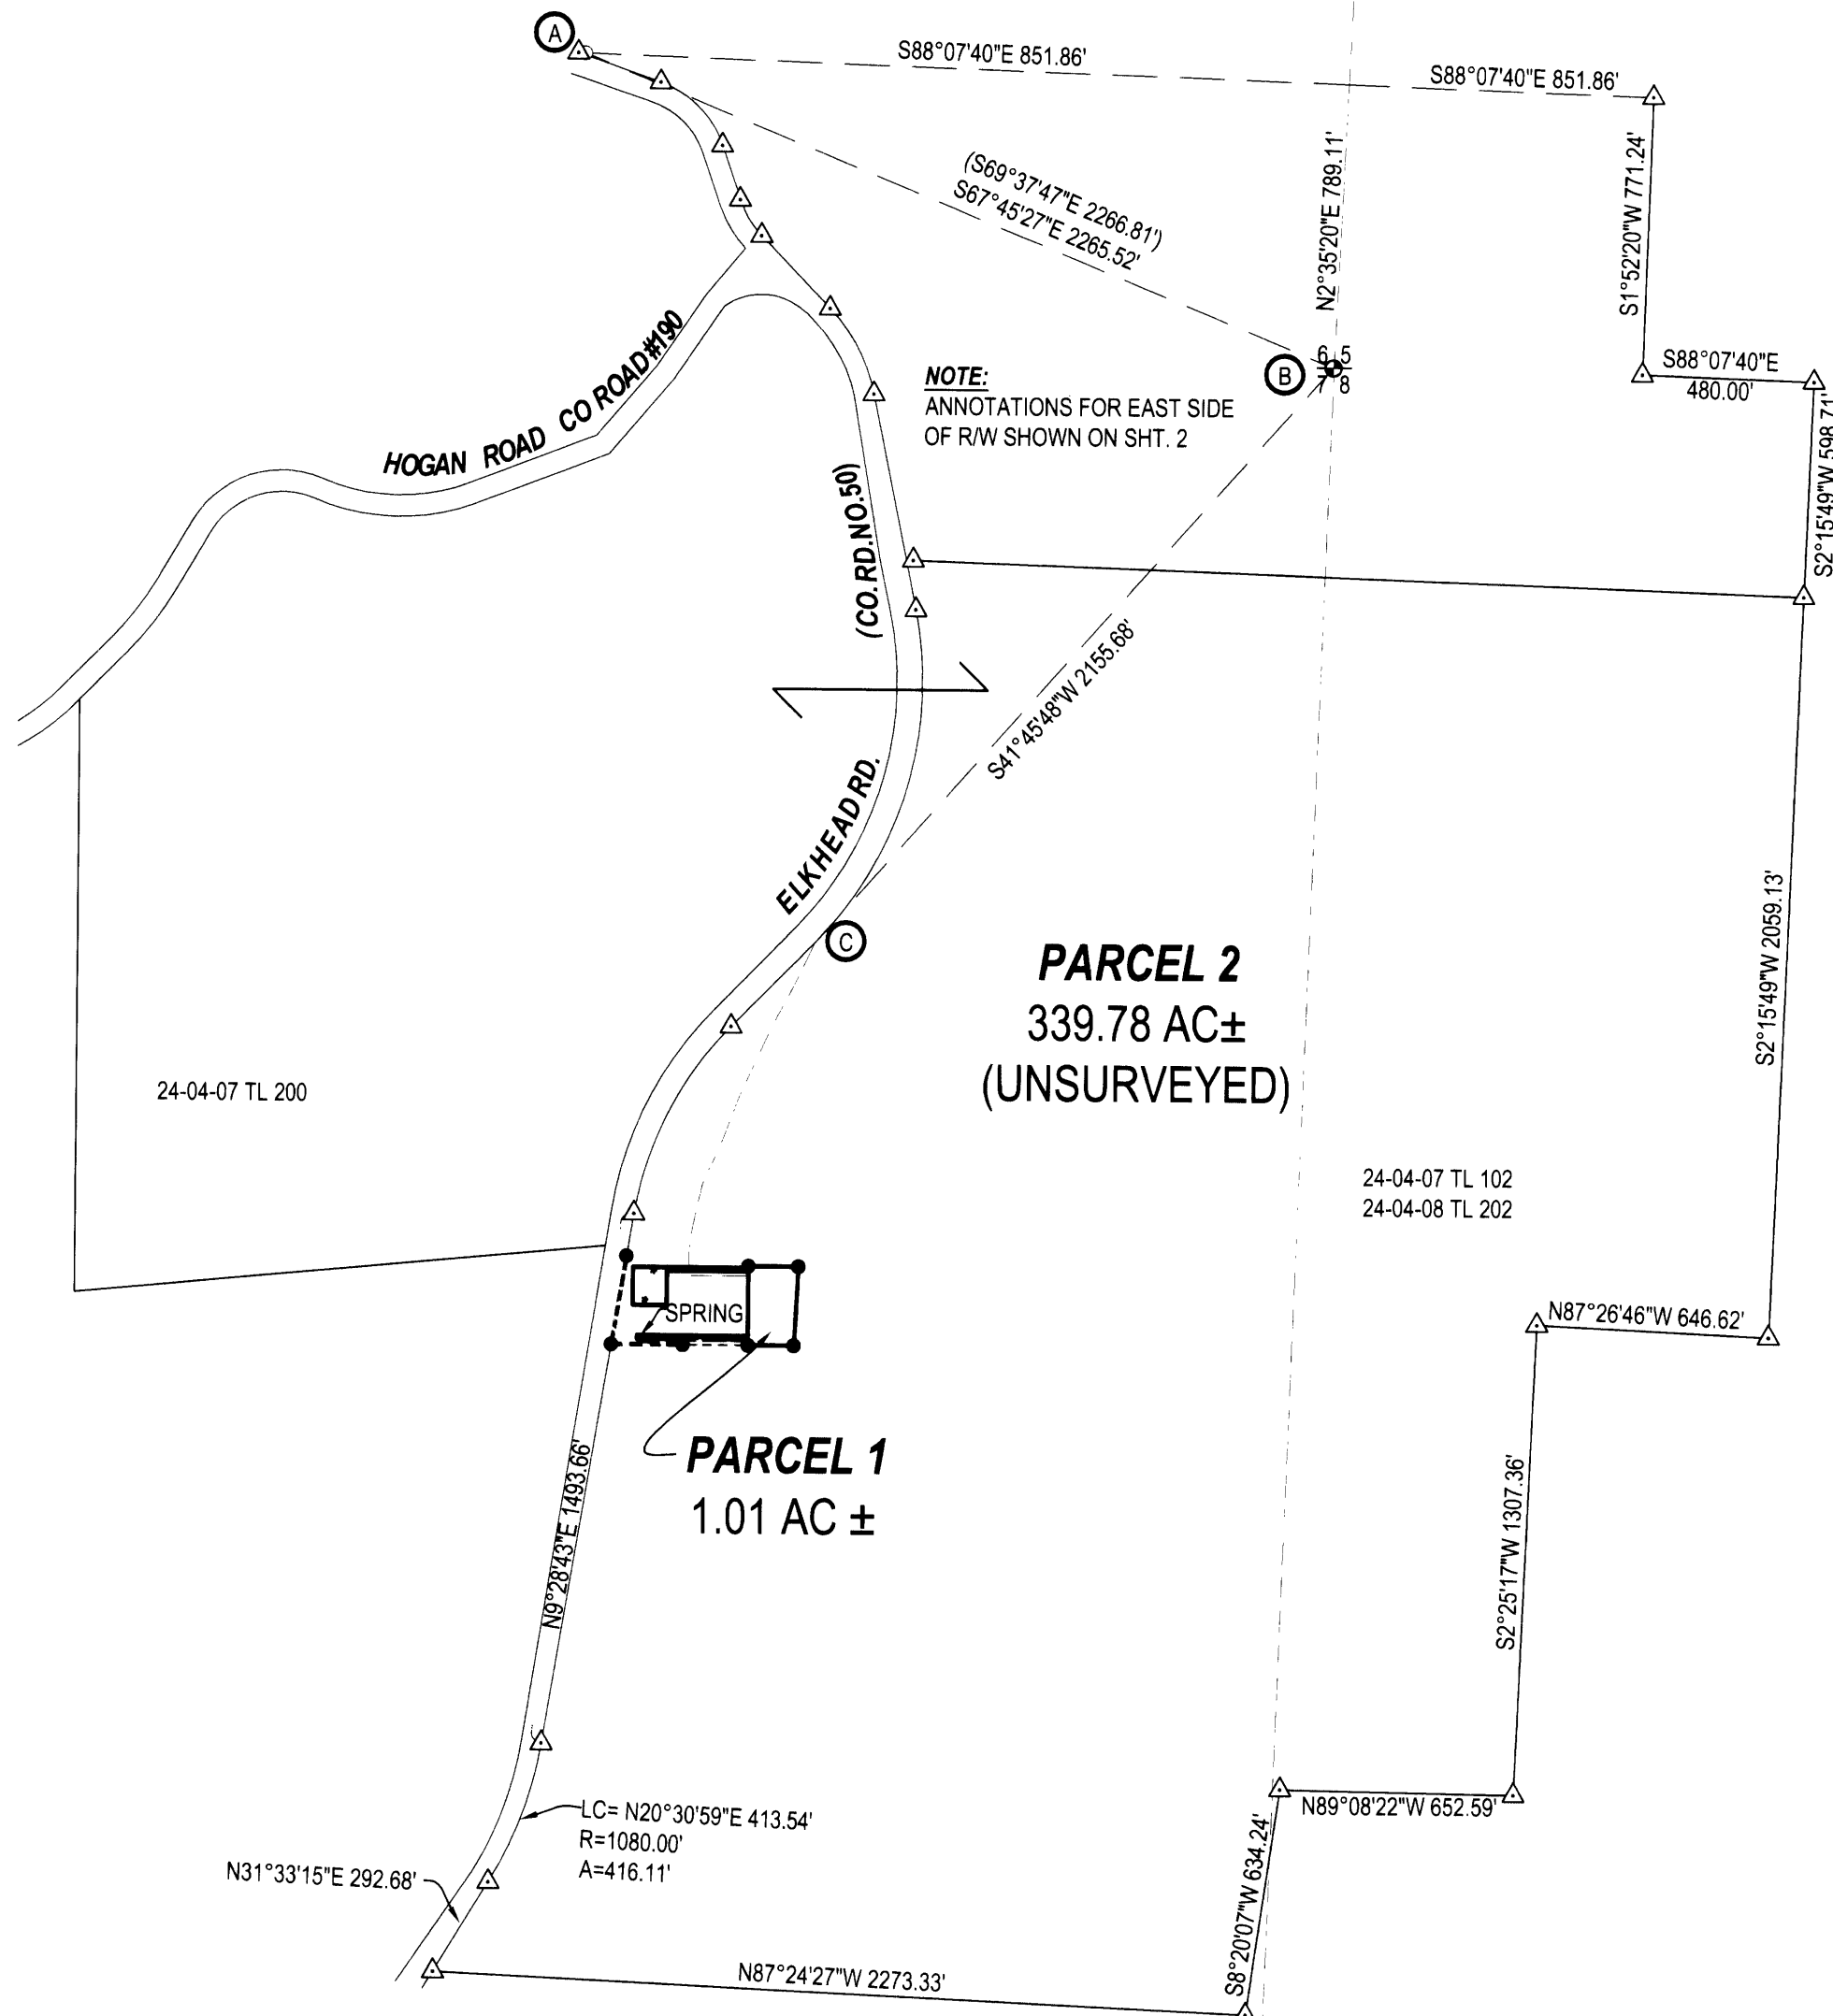 A
S88°07'40"E 851.86'
S88°07'40"E 851.86'
(S69°37'47"E 2266.81')
S67°45'27"E 2265.52'
N2°35'20"E 789.11'
S1°52'20"W 771.24'
HOGAN ROAD CO ROAD#190
NOTE:
ANNOTATIONS FOR EAST SIDE
OF R/W SHOWN ON SHT. 2
B
6 5
7 8
S88°07'40"E
480.00'
S2°15'49"W 598.71'
(CO.RD.NO.50)
S41°45'48"W 2155.68'
ELKHEAD RD.
C
PARCEL 2
339.78 AC±
(UNSURVEYED)
S2°15'49"W 2059.13'
24-04-07 TL 200
24-04-07 TL 102
24-04-08 TL 202
SPRING
N87°26'46"W 646.62'
PARCEL 1
1.01 AC ±
N9°28'43"E 1493.66'
S2°25'17"W 1307.36'
LC= N20°30'59"E 413.54'
R=1080.00'
A=416.11'
N31°33'15"E 292.68'
N89°08'22"W 652.59'
S8°20'07"W 634.24'
N87°24'27"W 2273.33'